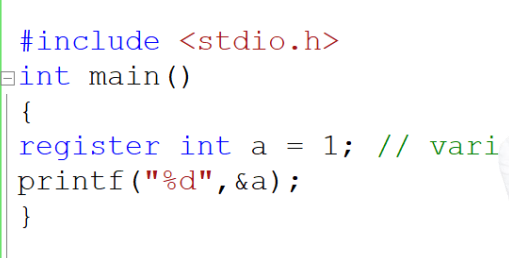 #include <stdio.h>
int main()
{
register int a = 1; // vari
printf("%d",&a);
}